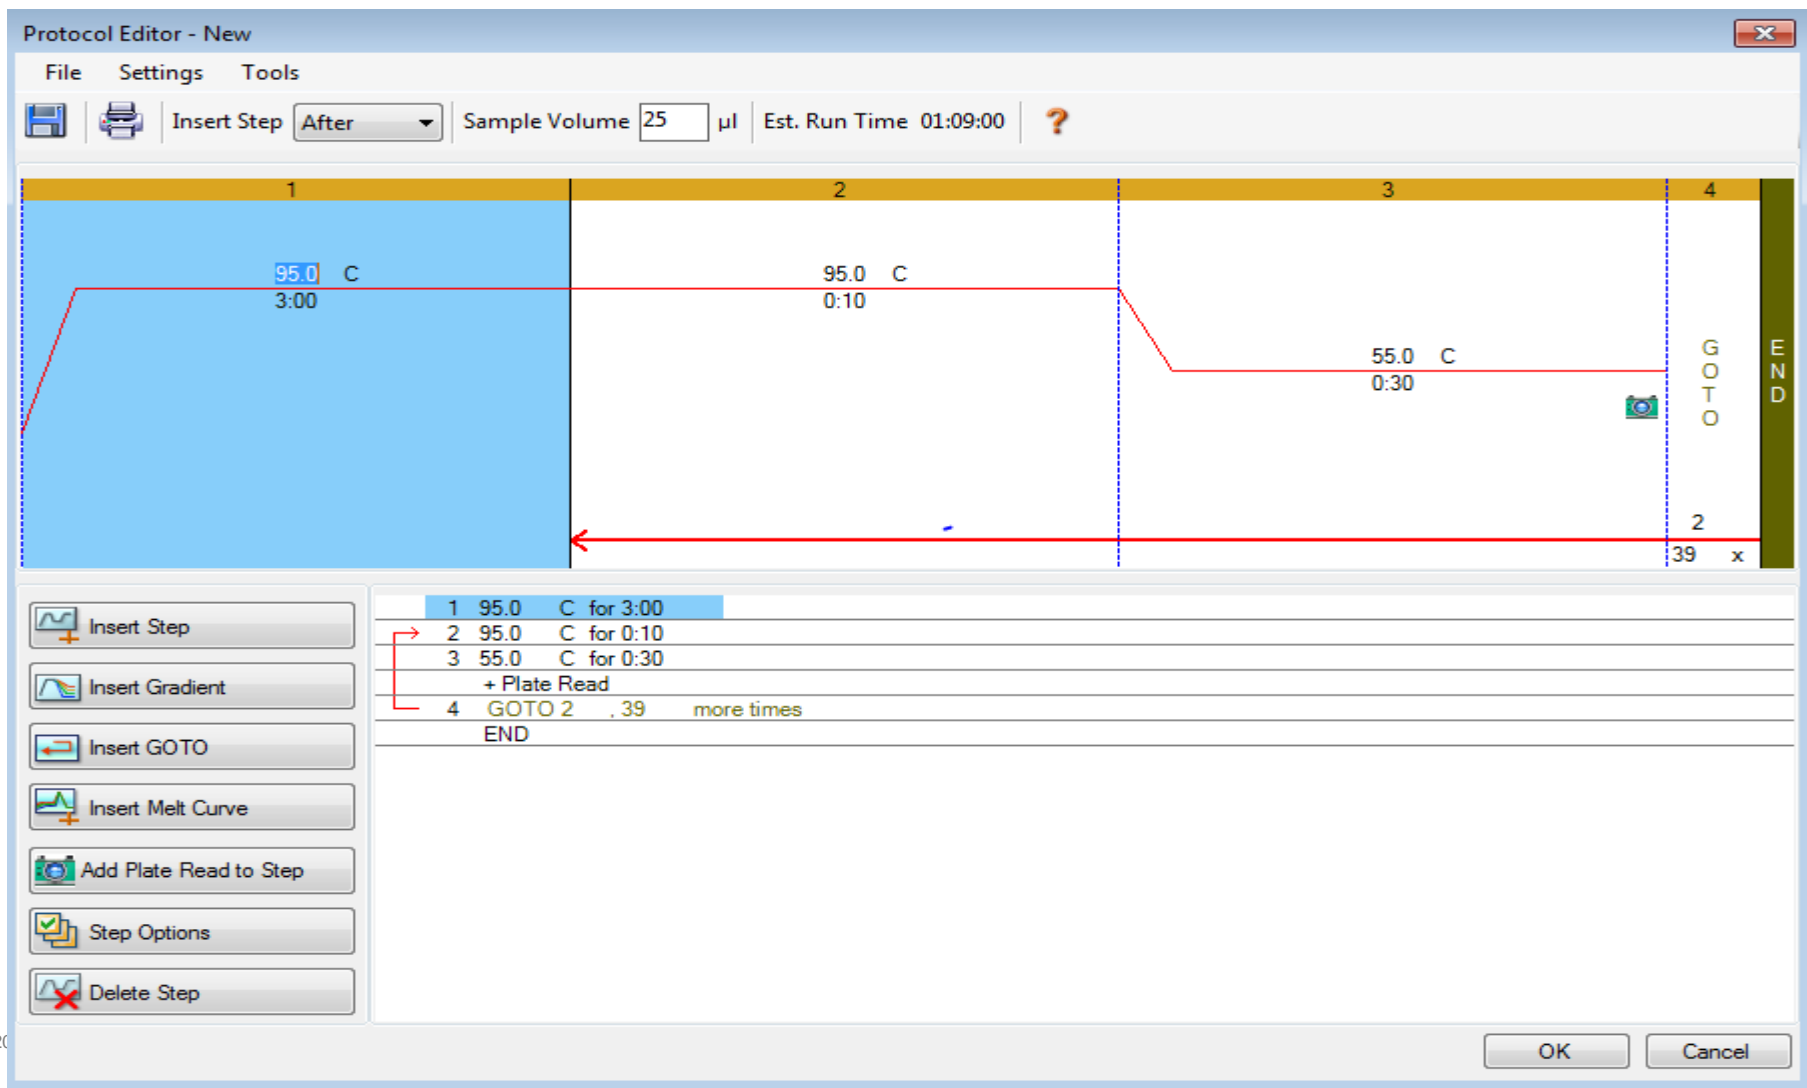 Protocol Editor - New
File Settings Tools
Insert Step After Sample Volume 25 µl Est. Run Time 01:09:00 ?
1 2 3 4
95.0 C
3:00
95.0 C
0:10
55.0 C
0:30
GOTO
END
2
39 x
Insert Step
Insert Gradient
Insert GOTO
Insert Melt Curve
Add Plate Read to Step
Step Options
Delete Step
1 95.0 C for 3:00
2 95.0 C for 0:10
3 55.0 C for 0:30
+ Plate Read
4 GOTO 2 , 39 more times
END
OK Cancel